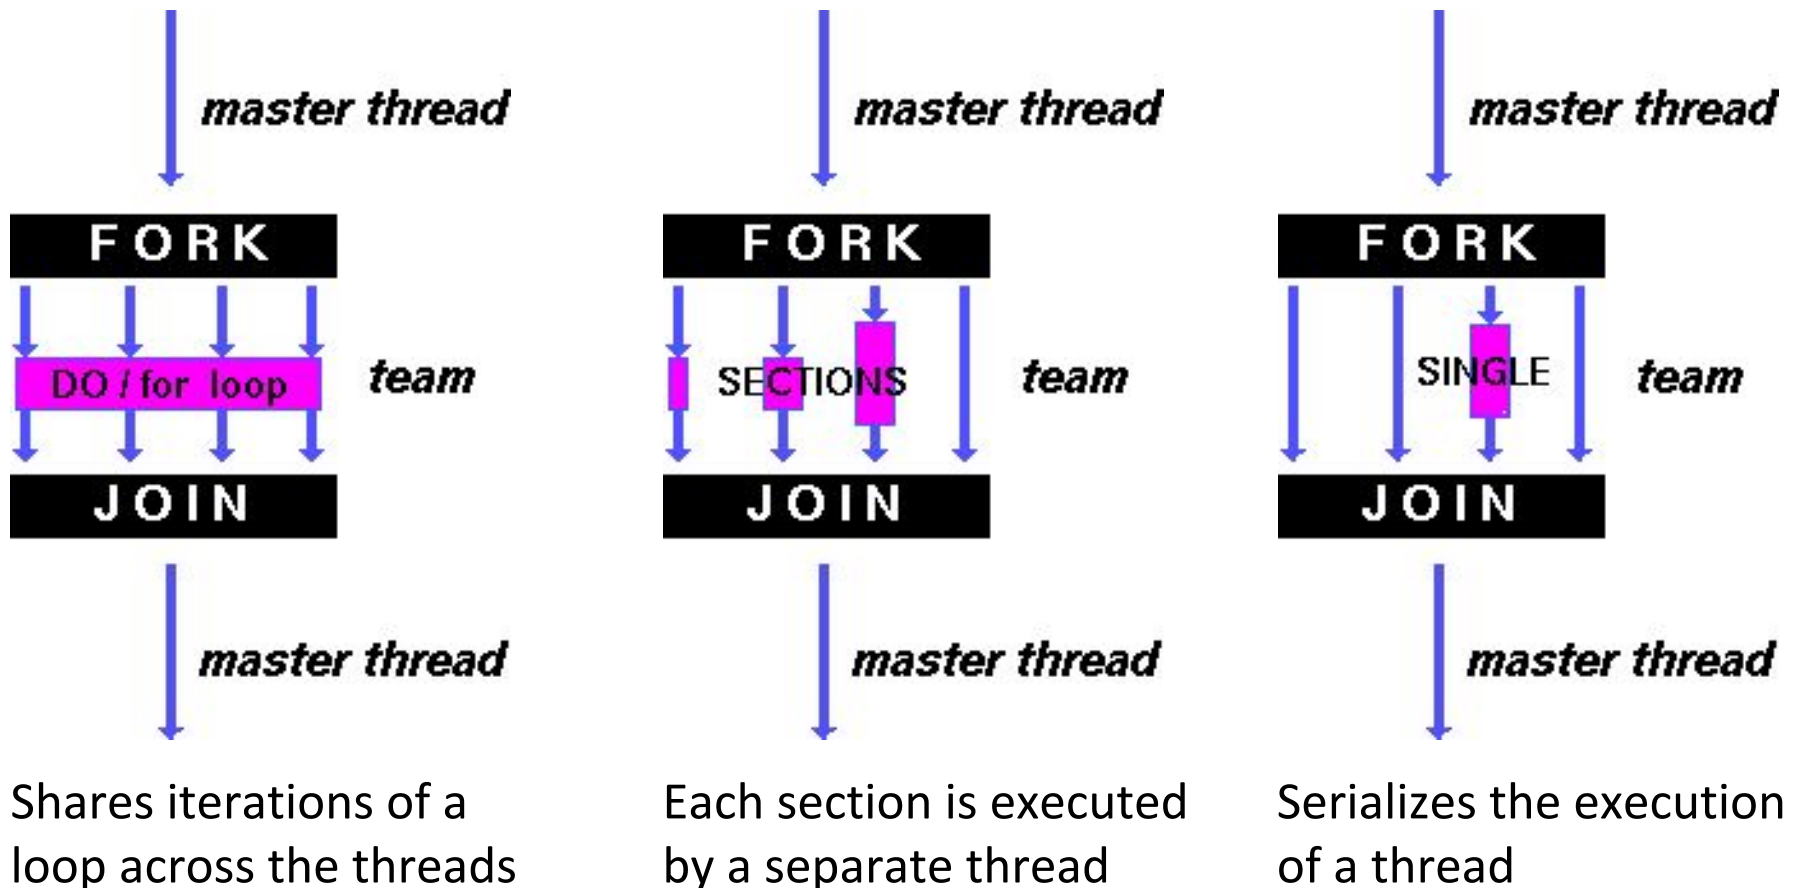 master thread
FORK
DO / for loop
team
JOIN
master thread
Shares iterations of a
loop across the threads
master thread
FORK
SECTIONS
team
JOIN
master thread
Each section is executed
by a separate thread
master thread
FORK
SINGLE
team
JOIN
master thread
Serializes the execution
of a thread